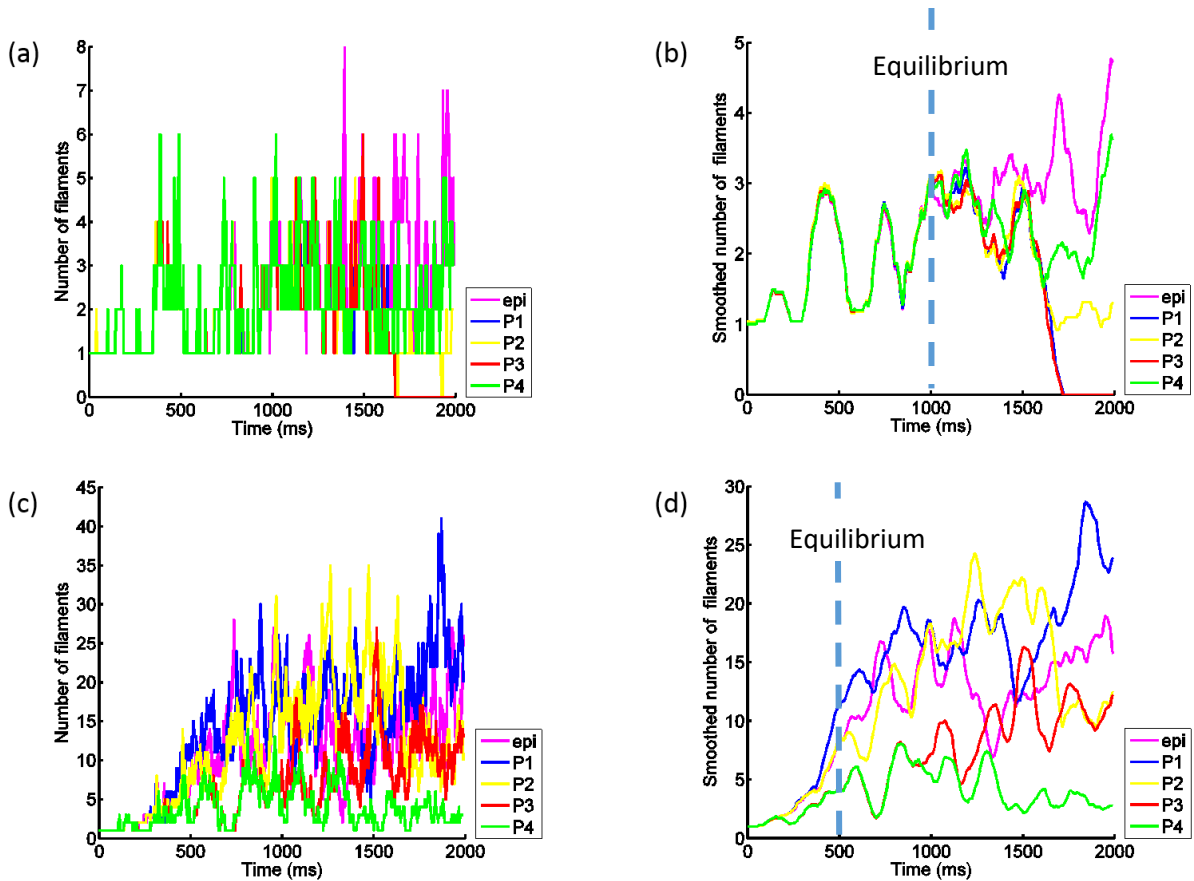 (a)
Number of filaments
8
7
6
5
4
3
2
1
0
0 500 1000 1500 2000
Time (ms)
epi
P1
P2
P3
P4
(b)
Equilibrium
Smoothed number of filaments
5
4
3
2
1
0
0 500 1000 1500 2000
Time (ms)
epi
P1
P2
P3
P4
(c)
Number of filaments
45
40
35
30
25
20
15
10
5
0
0 500 1000 1500 2000
Time (ms)
epi
P1
P2
P3
P4
(d)
Equilibrium
Smoothed number of filaments
30
25
20
15
10
5
0
0 500 1000 1500 2000
Time (ms)
epi
P1
P2
P3
P4